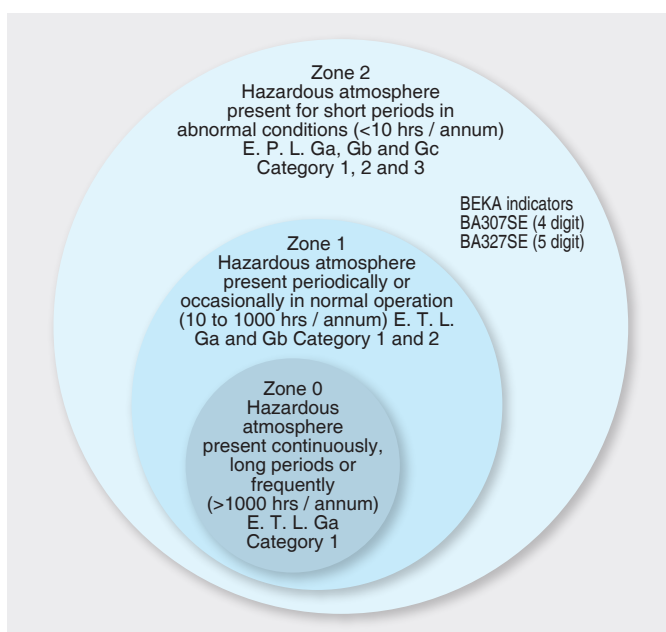 Zone 2
Hazardous atmosphere
present for short periods in
abnormal conditions (<10 hrs / annum)
E. P. L. Ga, Gb and Gc
Category 1, 2 and 3
BEKA indicators
BA307SE (4 digit)
BA327SE (5 digit)
Zone 1
Hazardous atmosphere
present periodically or
occasionally in normal operation
(10 to 1000 hrs / annum) E. T. L.
Ga and Gb Category 1 and 2
Zone 0
Hazardous
atmosphere
present continuously,
long periods or
frequently
(>1000 hrs / annum)
E. T. L. Ga
Category 1